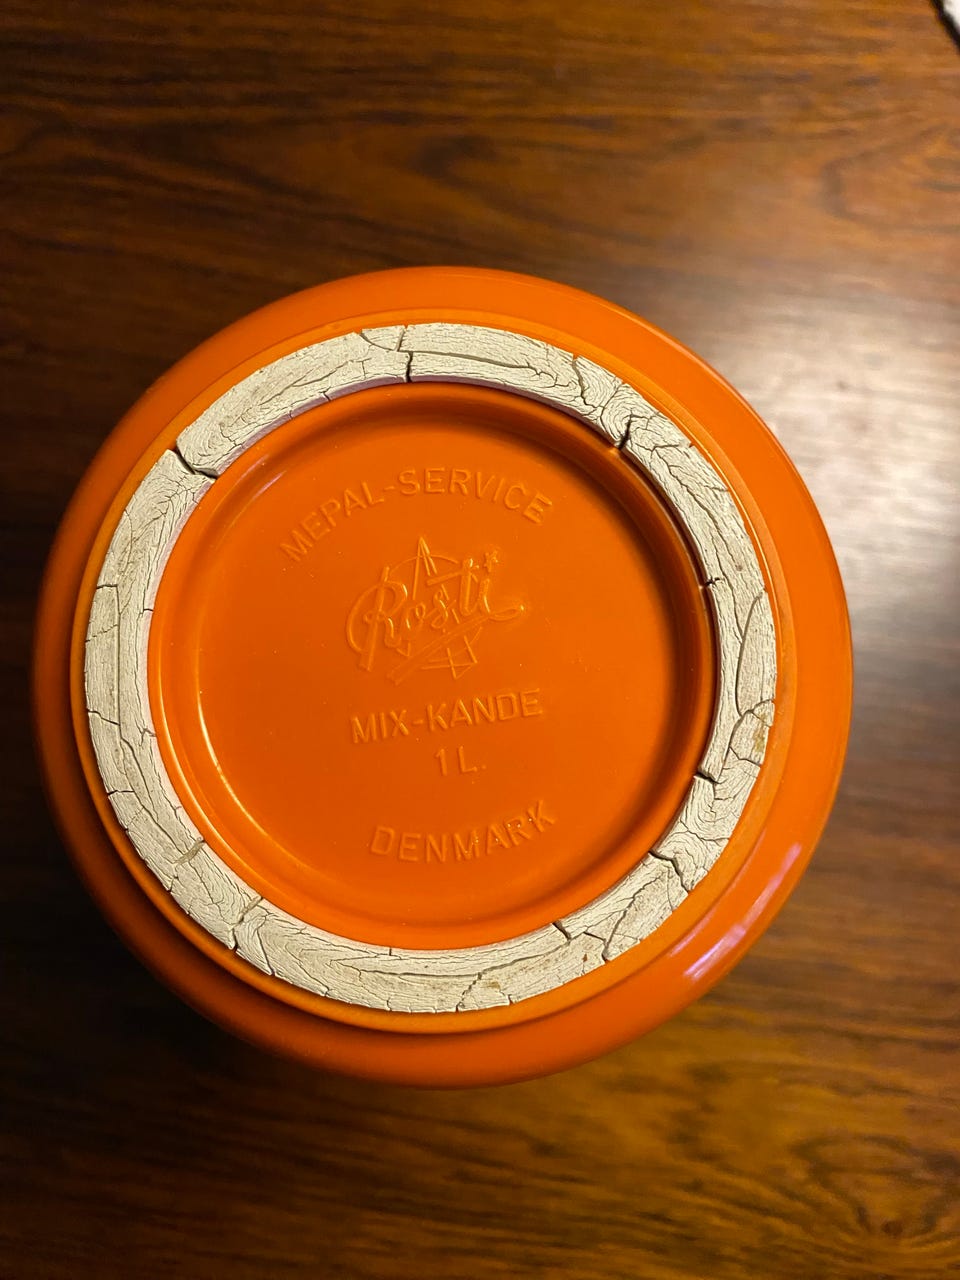 MEPAL-SERVICE
Rosti
MIX-KANDE
1 L.
DENMARK